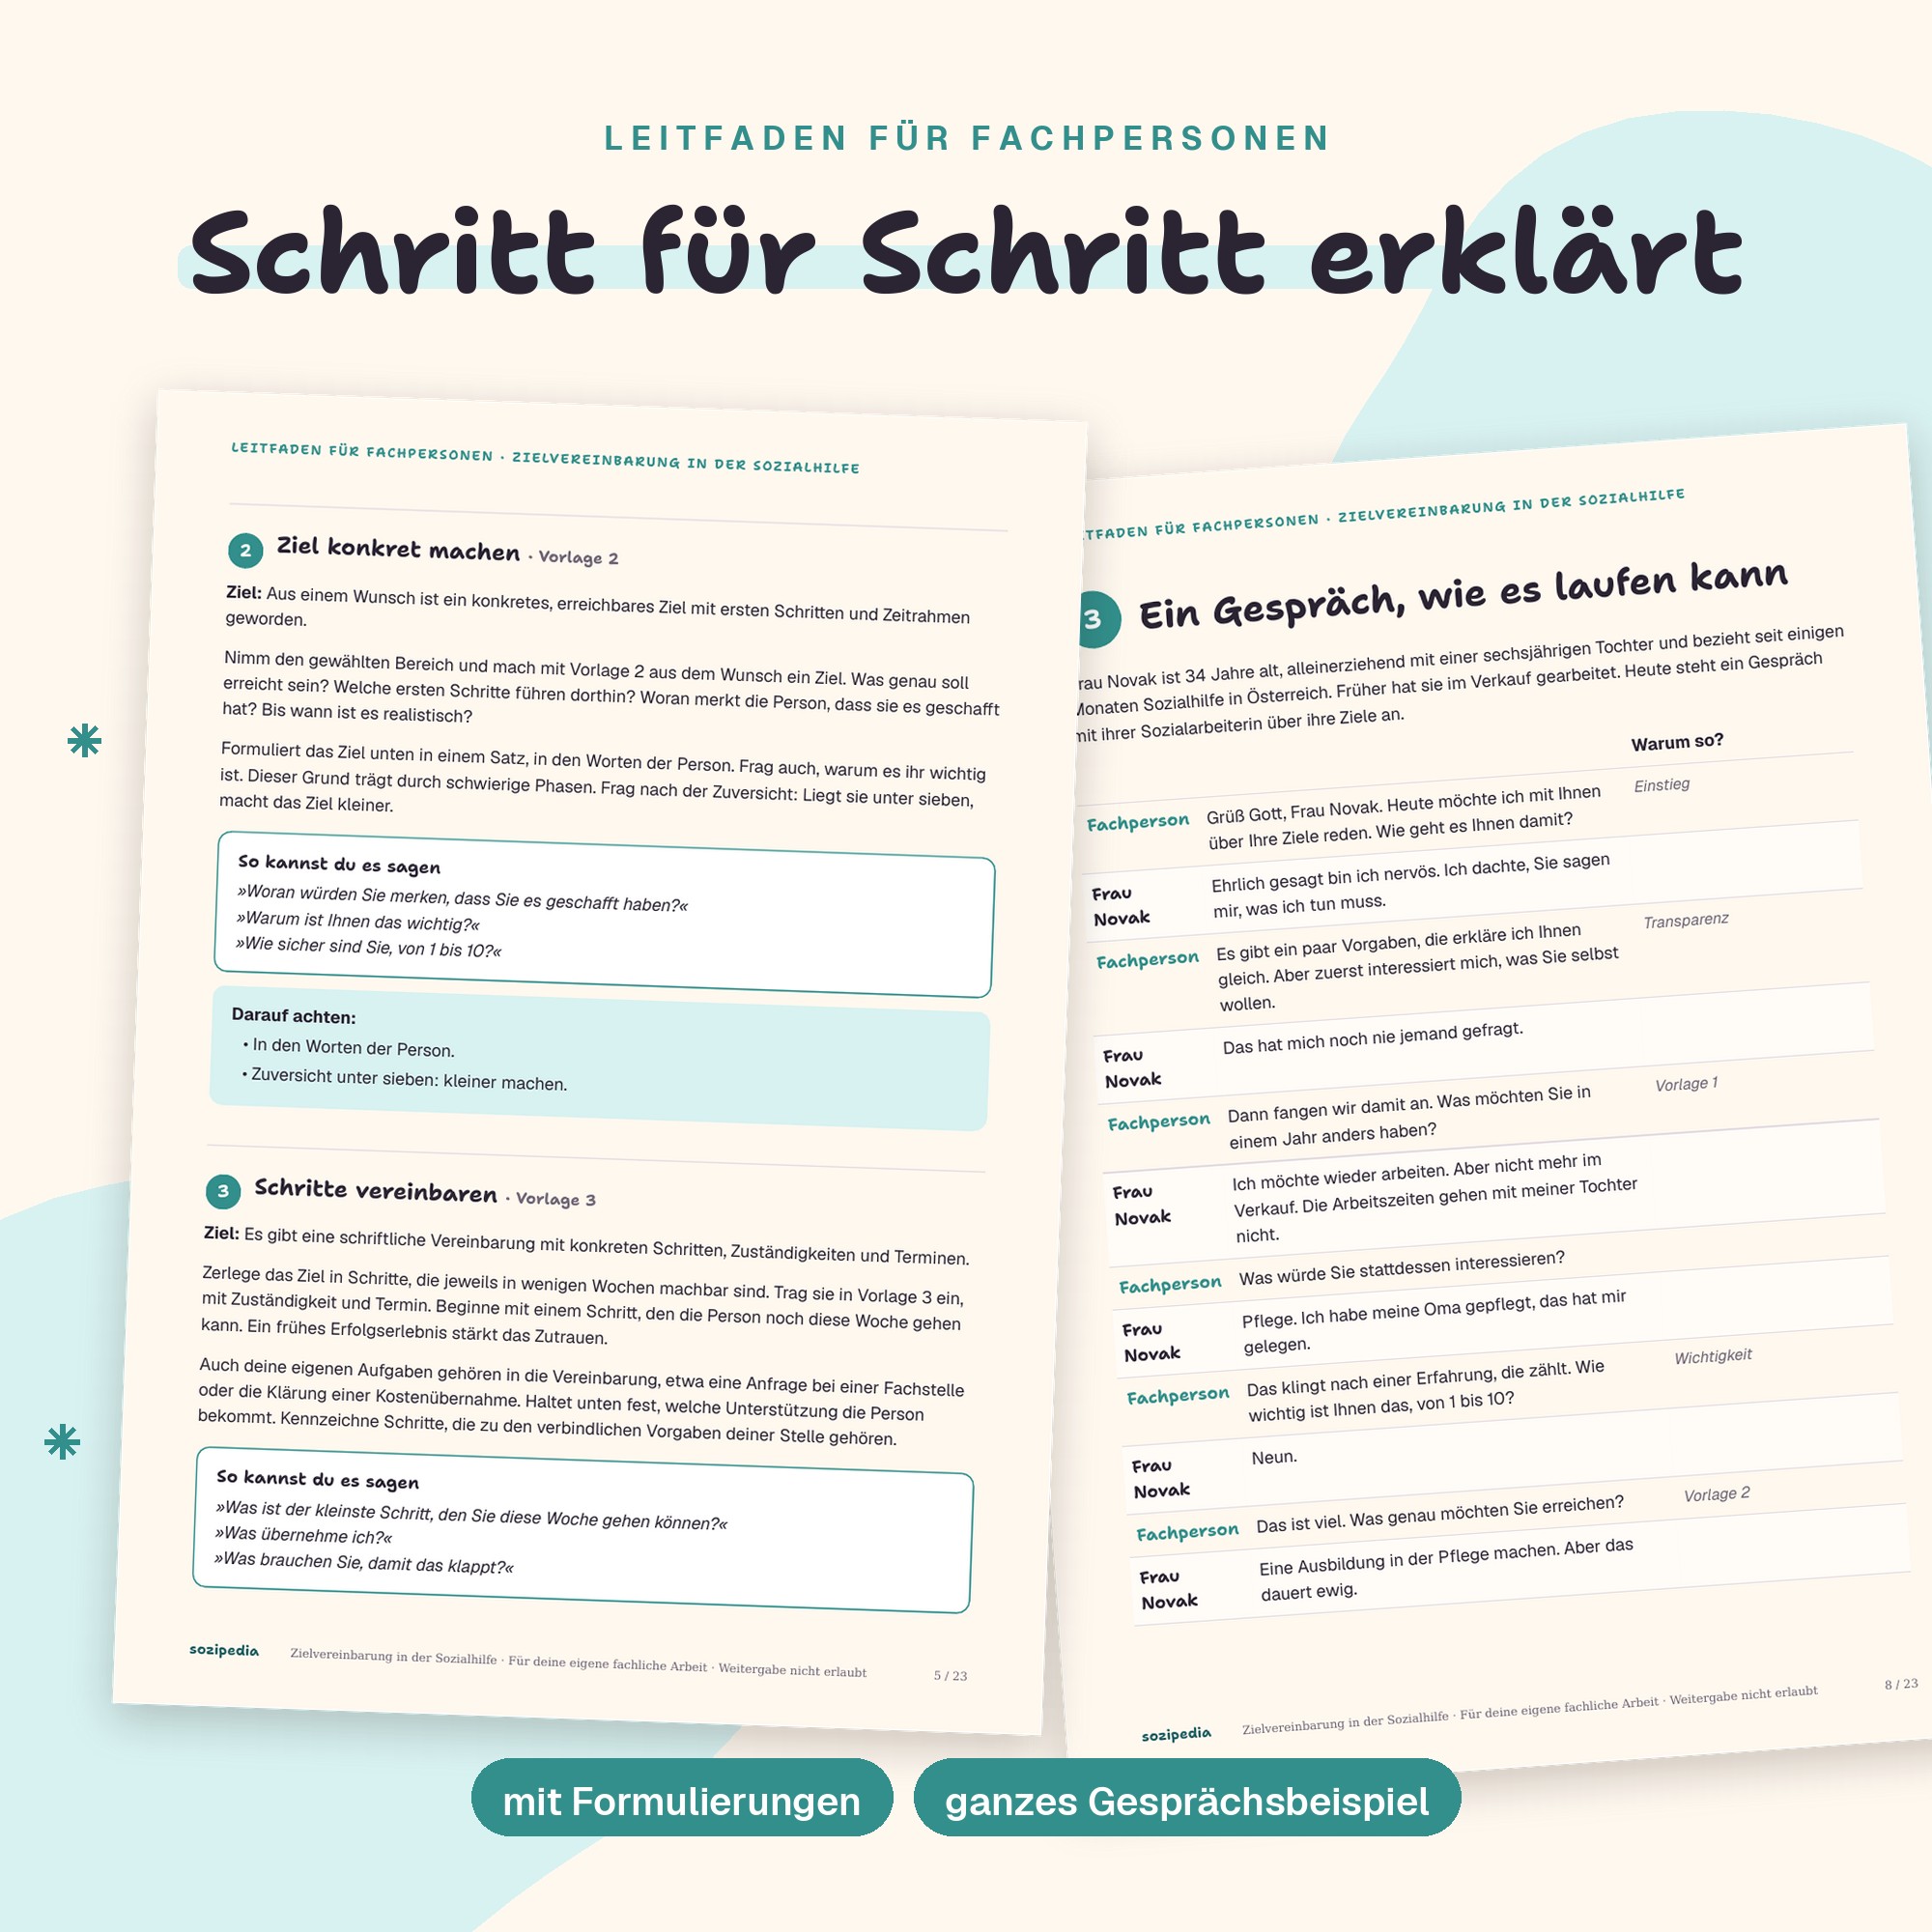 LEITFADEN FÜR FACHPERSONEN
Schritt für Schritt erklärt
LEITFADEN FÜR FACHPERSONEN · ZIELVEREINBARUNG IN DER SOZIALHILFE
2 Ziel konkret machen · Vorlage 2
Ziel: Aus einem Wunsch ist ein konkretes, erreichbares Ziel mit ersten Schritten und Zeitrahmen
geworden.
Nimm den gewählten Bereich und mach mit Vorlage 2 aus dem Wunsch ein Ziel. Was genau soll
erreicht sein? Welche ersten Schritte führen dorthin? Woran merkt die Person, dass sie es geschafft
hat? Bis wann ist es realistisch?
Formuliert das Ziel unten in einem Satz, in den Worten der Person. Frag auch, warum es ihr wichtig
ist. Dieser Grund trägt durch schwierige Phasen. Frag nach der Zuversicht: Liegt sie unter sieben,
macht das Ziel kleiner.
So kannst du es sagen
»Woran würden Sie merken, dass Sie es geschafft haben?«
»Warum ist Ihnen das wichtig?«
»Wie sicher sind Sie, von 1 bis 10?«
Darauf achten:
• In den Worten der Person.
• Zuversicht unter sieben: kleiner machen.
3 Schritte vereinbaren · Vorlage 3
Ziel: Es gibt eine schriftliche Vereinbarung mit konkreten Schritten, Zuständigkeiten und Terminen.
Zerlege das Ziel in Schritte, die jeweils in wenigen Wochen machbar sind. Trag sie in Vorlage 3 ein,
mit Zuständigkeit und Termin. Beginne mit einem Schritt, den die Person noch diese Woche gehen
kann. Ein frühes Erfolgserlebnis stärkt das Zutrauen.
Auch deine eigenen Aufgaben gehören in die Vereinbarung, etwa eine Anfrage bei einer Fachstelle
oder die Klärung einer Kostenübernahme. Haltet unten fest, welche Unterstützung die Person
bekommt. Kennzeichne Schritte, die zu den verbindlichen Vorgaben deiner Stelle gehören.
So kannst du es sagen
»Was ist der kleinste Schritt, den Sie diese Woche gehen können?«
»Was übernehme ich?«
»Was brauchen Sie, damit das klappt?«
sozipedia Zielvereinbarung in der Sozialhilfe · Für deine eigene fachliche Arbeit · Weitergabe nicht erlaubt 5 / 23
TFADEN FÜR FACHPERSONEN · ZIELVEREINBARUNG IN DER SOZIALHILFE
3 Ein Gespräch, wie es laufen kann
rau Novak ist 34 Jahre alt, alleinerziehend mit einer sechsjährigen Tochter und bezieht seit einigen
Monaten Sozialhilfe in Österreich. Früher hat sie im Verkauf gearbeitet. Heute steht ein Gespräch
mit ihrer Sozialarbeiterin über ihre Ziele an.
Warum so?
Fachperson Grüß Gott, Frau Novak. Heute möchte ich mit Ihnen Einstieg
über Ihre Ziele reden. Wie geht es Ihnen damit?
Frau Ehrlich gesagt bin ich nervös. Ich dachte, Sie sagen
Novak mir, was ich tun muss.
Fachperson Es gibt ein paar Vorgaben, die erkläre ich Ihnen Transparenz
gleich. Aber zuerst interessiert mich, was Sie selbst
wollen.
Frau Das hat mich noch nie jemand gefragt.
Novak
Fachperson Dann fangen wir damit an. Was möchten Sie in Vorlage 1
einem Jahr anders haben?
Frau Ich möchte wieder arbeiten. Aber nicht mehr im
Novak Verkauf. Die Arbeitszeiten gehen mit meiner Tochter
nicht.
Fachperson Was würde Sie stattdessen interessieren?
Frau Pflege. Ich habe meine Oma gepflegt, das hat mir
Novak gelegen.
Fachperson Das klingt nach einer Erfahrung, die zählt. Wie Wichtigkeit
wichtig ist Ihnen das, von 1 bis 10?
Frau Neun.
Novak
Fachperson Das ist viel. Was genau möchten Sie erreichen? Vorlage 2
Frau Eine Ausbildung in der Pflege machen. Aber das
Novak dauert ewig.
sozipedia Zielvereinbarung in der Sozialhilfe · Für deine eigene fachliche Arbeit · Weitergabe nicht erlaubt 8 / 23
mit Formulierungen
ganzes Gesprächsbeispiel